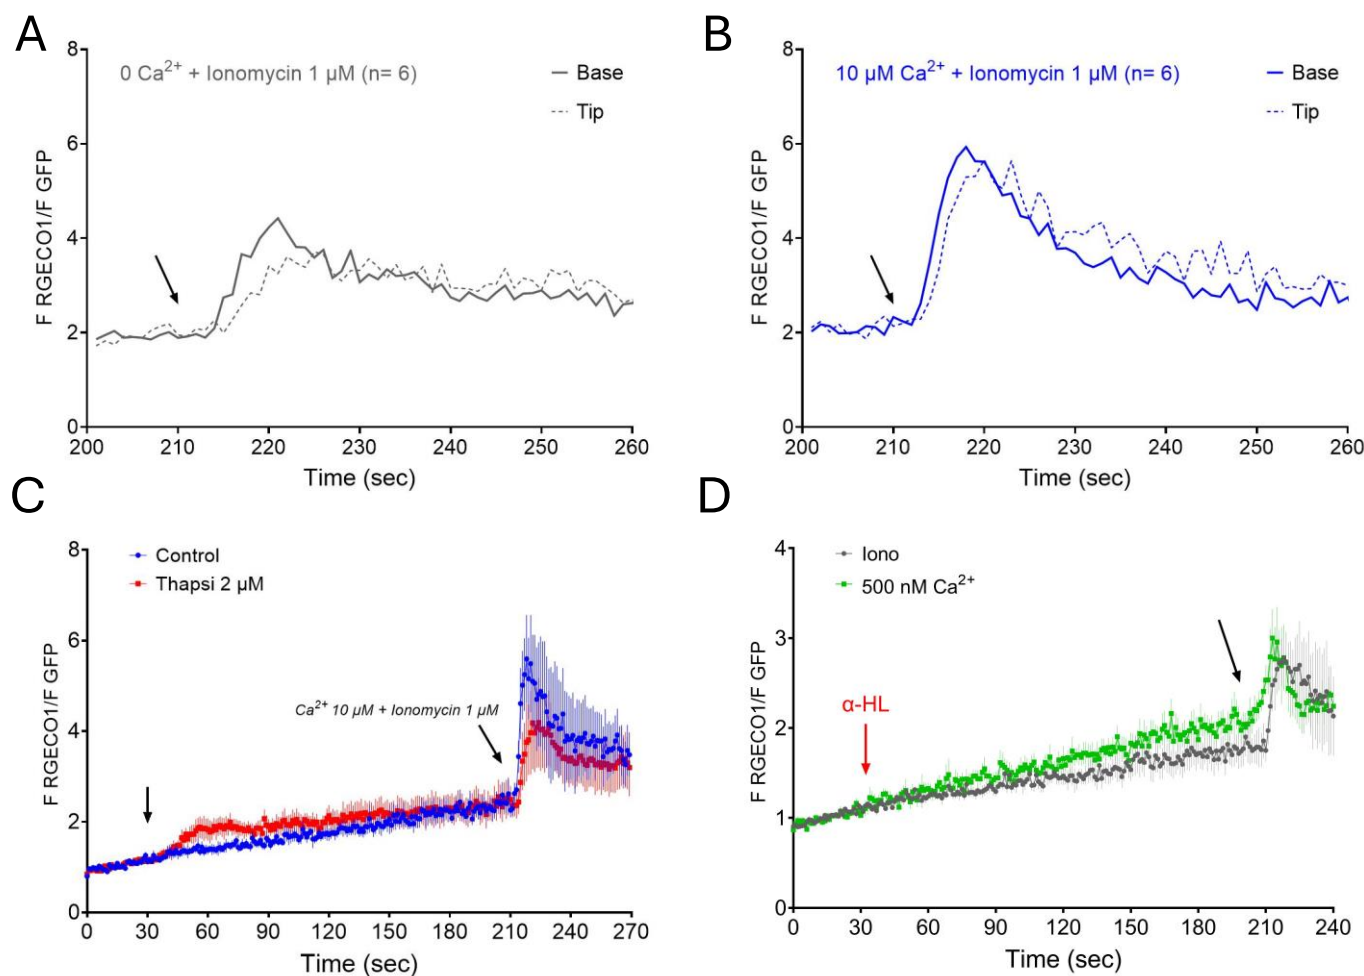 A
8
6
4
2
0
F RGECO1/F GFP
0 Ca²⁺ + Ionomycin 1 µM (n= 6)
Base
Tip
200 210 220 230 240 250 260
Time (sec)
B
8
6
4
2
0
F RGECO1/F GFP
10 µM Ca²⁺ + Ionomycin 1 µM (n= 6)
Base
Tip
200 210 220 230 240 250 260
Time (sec)
C
8
6
4
2
0
F RGECO1/F GFP
Control
Thapsi 2 µM
Ca²⁺ 10 µM + Ionomycin 1 µM
0 30 60 90 120 150 180 210 240 270
Time (sec)
D
4
3
2
1
0
F RGECO1/F GFP
Iono
500 nM Ca²⁺
α-HL
0 30 60 90 120 150 180 210 240
Time (sec)